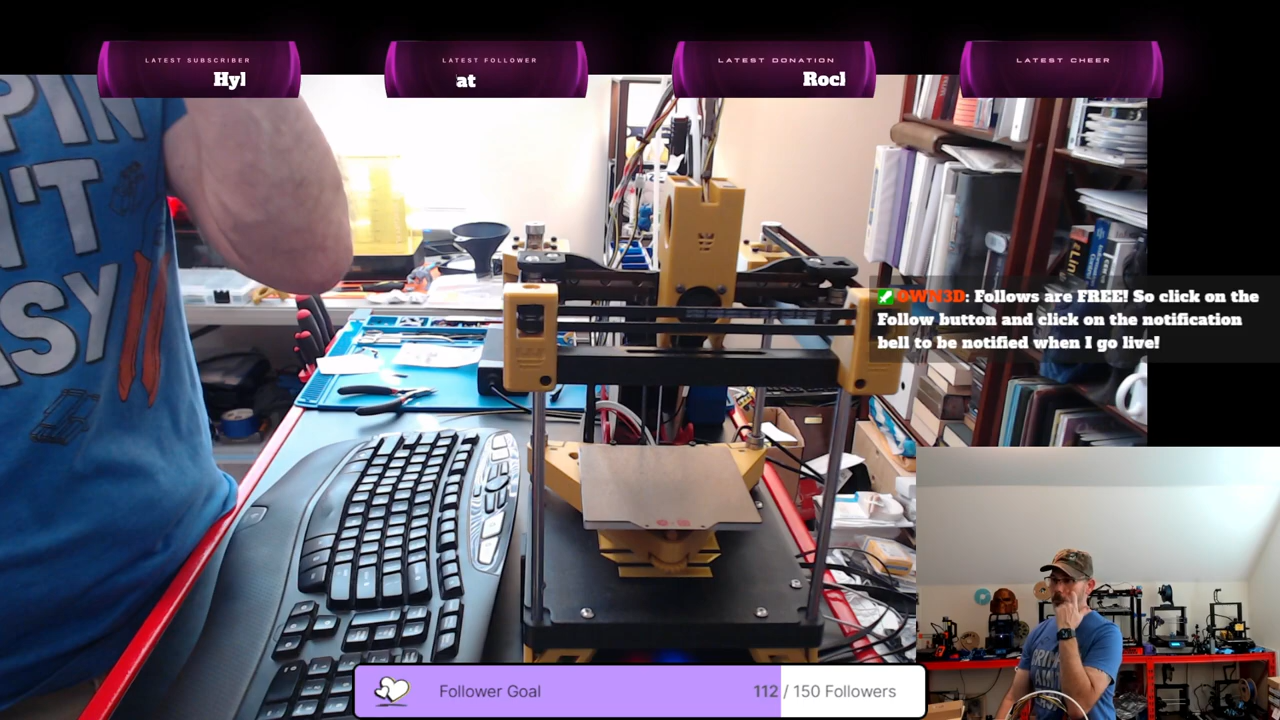 LATEST SUBSCRIBER
Hyl
LATEST FOLLOWER
at
LATEST DONATION
Rocl
LATEST CHEER
PIN
N'T
ASY
OWN3D: Follows are FREE! So click on the
Follow button and click on the notification
bell to be notified when I go live!
Follower Goal
112 / 150 Followers